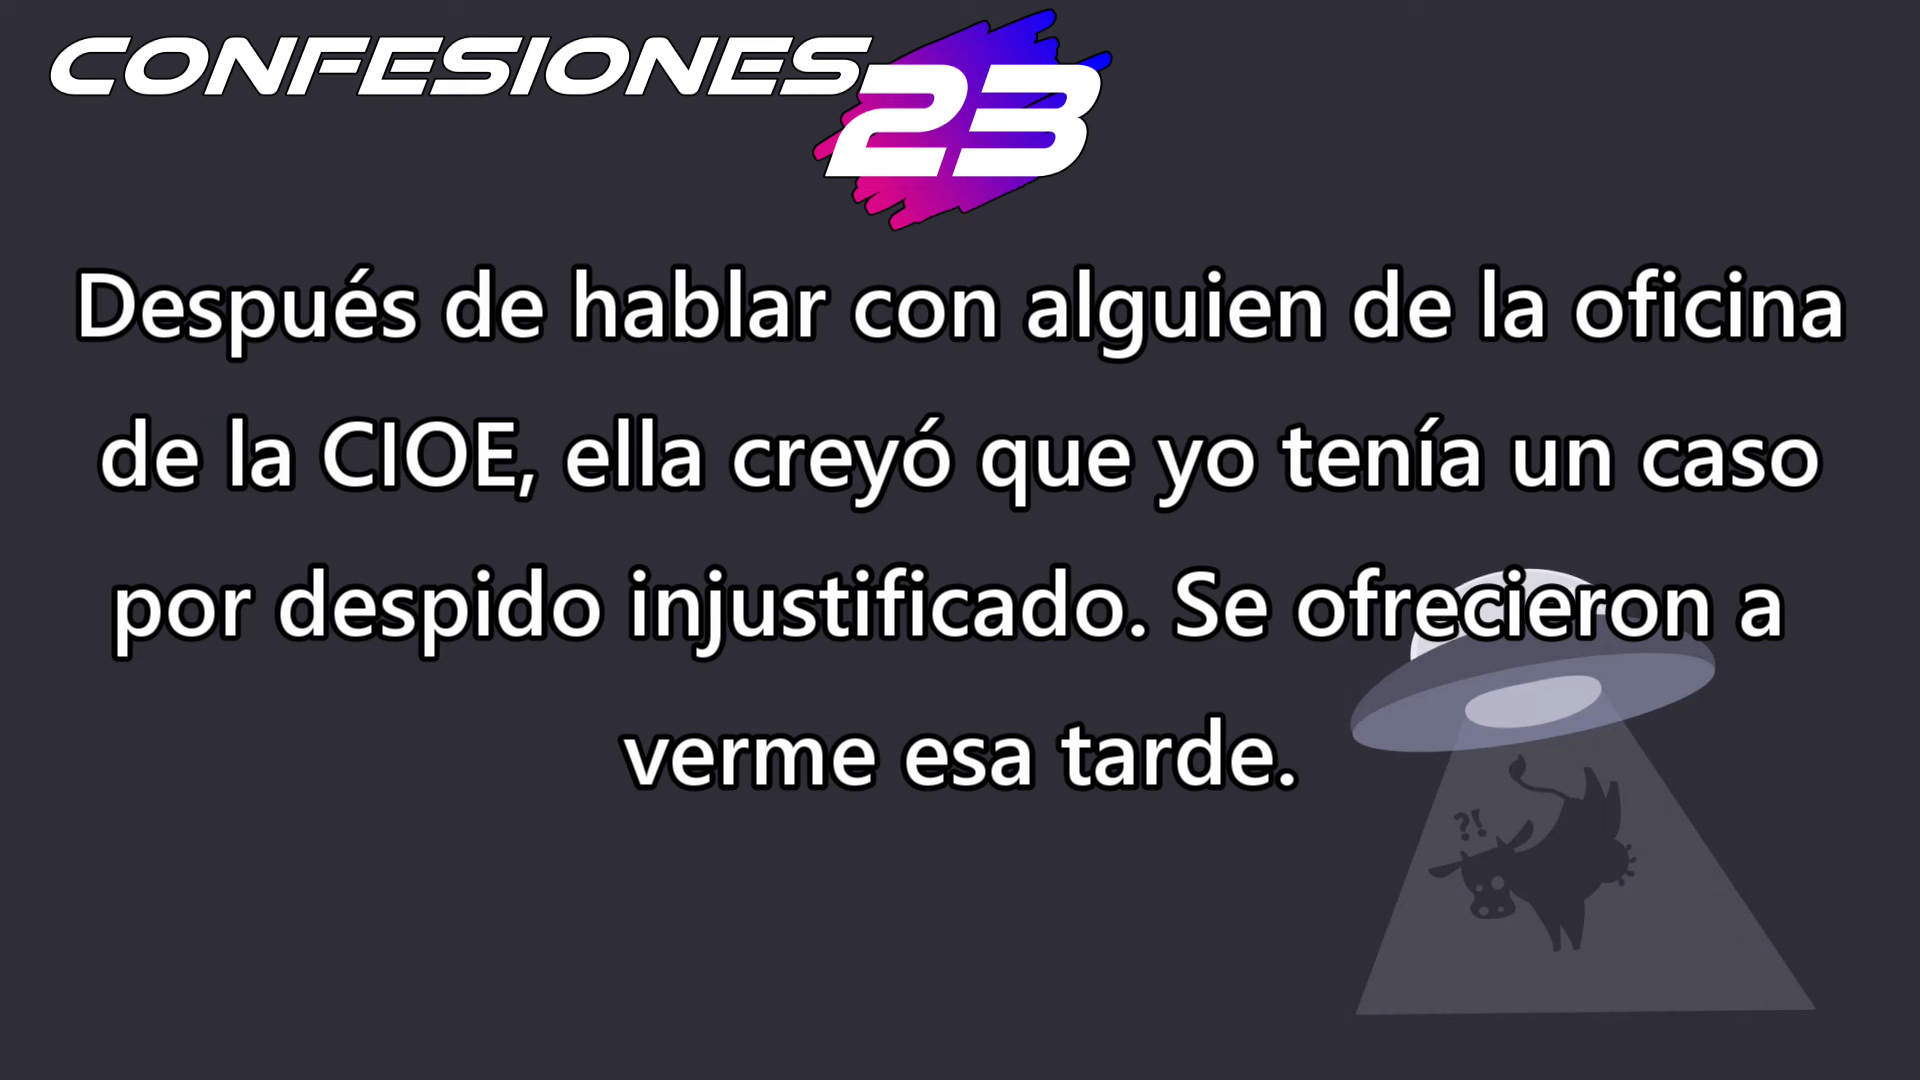 CONFESIONES
23
Después de hablar con alguien de la oficina
de la CIOE, ella creyó que yo tenía un caso
por despido injustificado. Se ofrecieron a
verme esa tarde.
?!